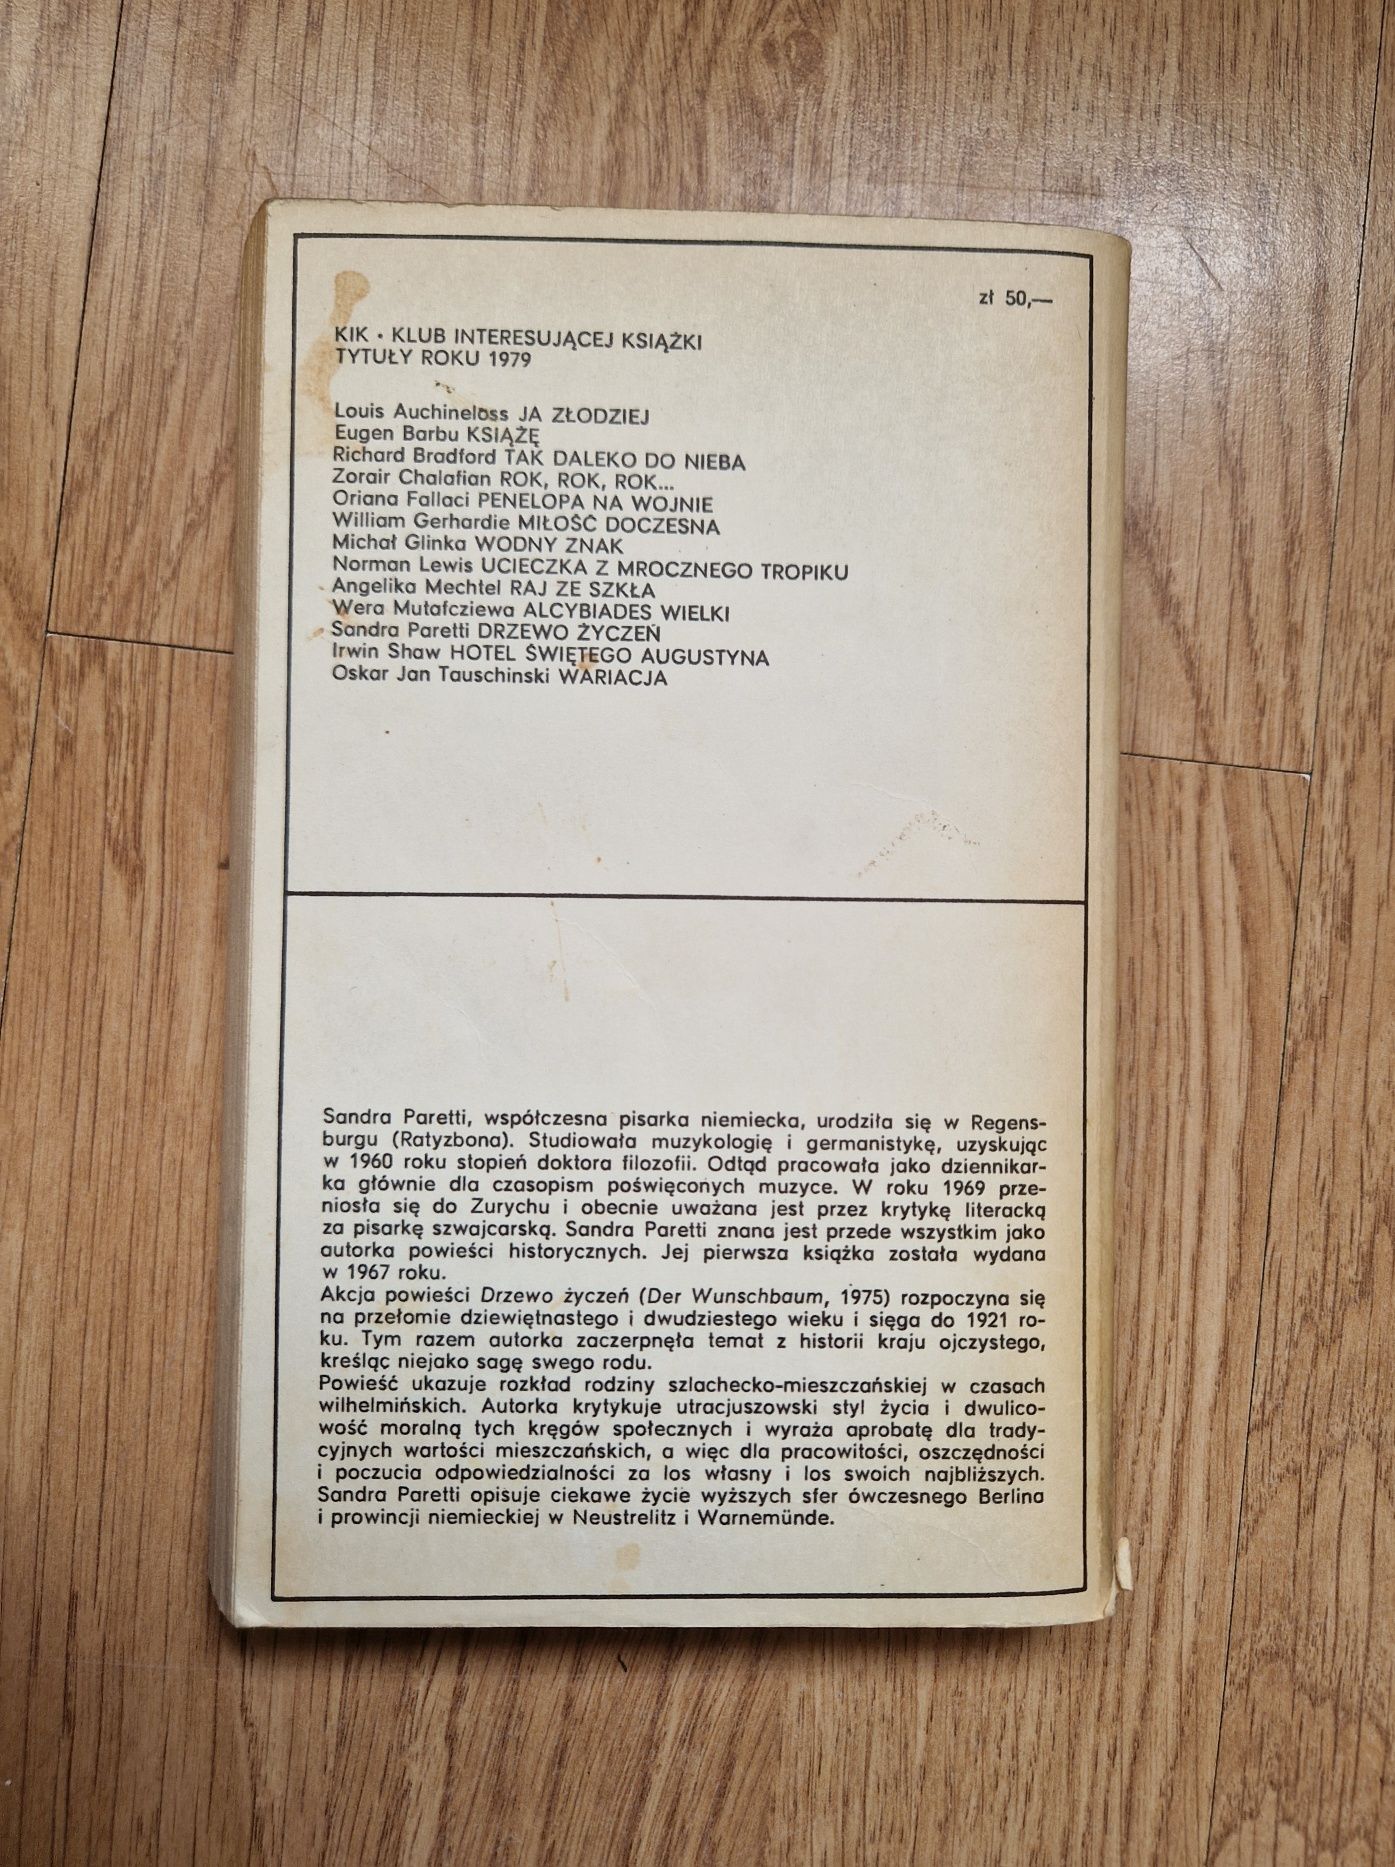 zł 50,—
KIK • KLUB INTERESUJĄCEJ KSIĄŻKI
TYTUŁY ROKU 1979
Louis Auchineloss JA ZŁODZIEJ
Eugen Barbu KSIĄŻĘ
Richard Bradford TAK DALEKO DO NIEBA
Zorair Chalafian ROK, ROK, ROK...
Oriana Fallaci PENELOPA NA WOJNIE
William Gerhardie MIŁOŚĆ DOCZESNA
Michał Glinka WODNY ZNAK
Norman Lewis UCIECZKA Z MROCZNEGO TROPIKU
Angelika Mechtel RAJ ZE SZKŁA
Wera Mutafcziewa ALCYBIADES WIELKI
Sandra Paretti DRZEWO ŻYCZEŃ
Irwin Shaw HOTEL ŚWIĘTEGO AUGUSTYNA
Oskar Jan Tauschinski WARIACJA
Sandra Paretti, współczesna pisarka niemiecka, urodziła się w Regens-
burgu (Ratyzbona). Studiowała muzykologię i germanistykę, uzyskując
w 1960 roku stopień doktora filozofii. Odtąd pracowała jako dziennikar-
ka głównie dla czasopism poświęconych muzyce. W roku 1969 prze-
niosła się do Zurychu i obecnie uważana jest przez krytykę literacką
za pisarkę szwajcarską. Sandra Paretti znana jest przede wszystkim jako
autorka powieści historycznych. Jej pierwsza książka została wydana
w 1967 roku.
Akcja powieści Drzewo życzeń (Der Wunschbaum, 1975) rozpoczyna się
na przełomie dziewiętnastego i dwudziestego wieku i sięga do 1921 ro-
ku. Tym razem autorka zaczerpnęła temat z historii kraju ojczystego,
kreśląc niejako sagę swego rodu.
Powieść ukazuje rozkład rodziny szlachecko-mieszczańskiej w czasach
wilhelmińskich. Autorka krytykuje utracjuszowski styl życia i dwulico-
wość moralną tych kręgów społecznych i wyraża aprobatę dla trady-
cyjnych wartości mieszczańskich, a więc dla pracowitości, oszczędności
i poczucia odpowiedzialności za los własny i los swoich najbliższych.
Sandra Paretti opisuje ciekawe życie wyższych sfer ówczesnego Berlina
i prowincji niemieckiej w Neustrelitz i Warnemünde.